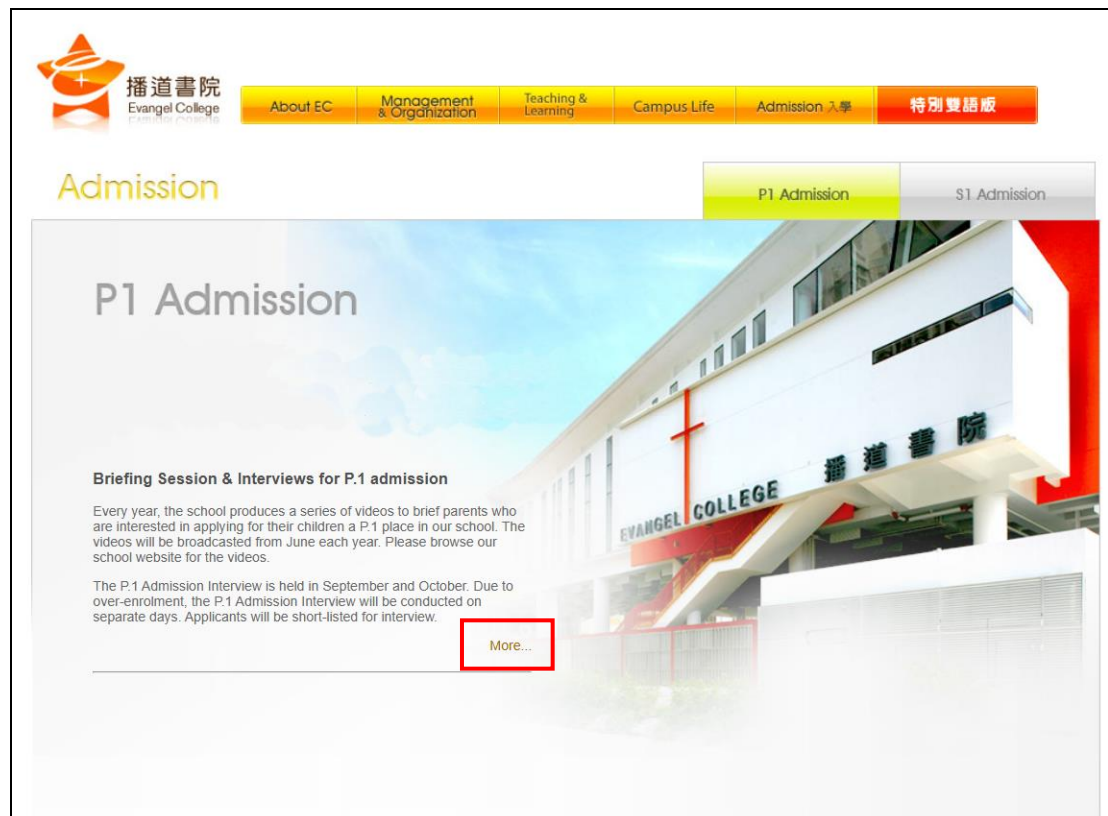 播道書院
Evangel College
About EC
Management
& Organization
Teaching &
Learning
Campus Life
Admission 入學
特別雙語版
Admission
P1 Admission
S1 Admission
P1 Admission
EVANGEL COLLEGE 播道書院
Briefing Session & Interviews for P.1 admission
Every year, the school produces a series of videos to brief parents who
are interested in applying for their children a P.1 place in our school. The
videos will be broadcasted from June each year. Please browse our
school website for the videos.
The P.1 Admission Interview is held in September and October. Due to
over-enrolment, the P.1 Admission Interview will be conducted on
separate days. Applicants will be short-listed for interview.
More...